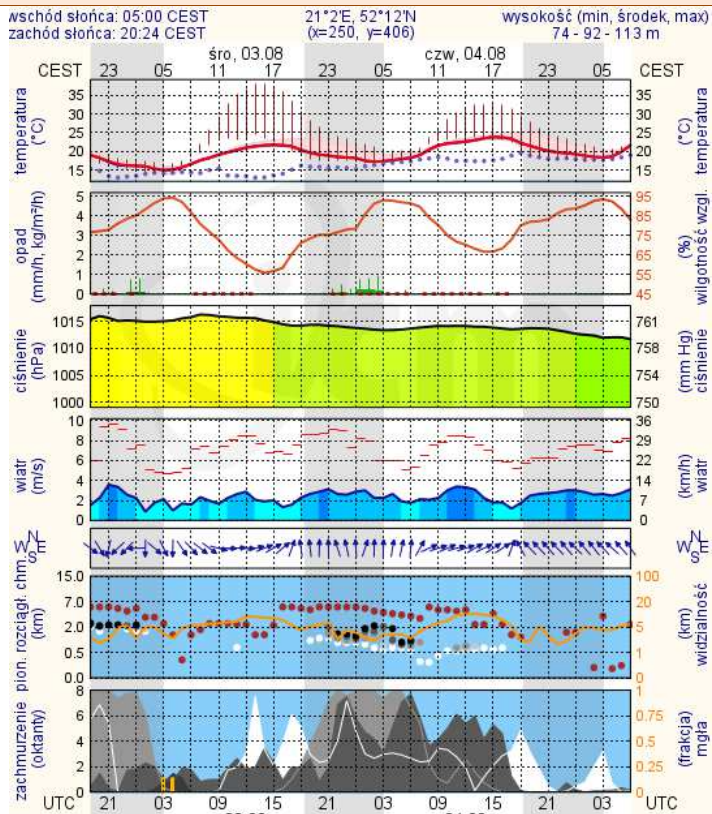 wschód słońca: 05:00 CEST 21°2'E, 52°12'N wysokość (min, środek, max)
zachód słońca: 20:24 CEST (x=250, y=406) 74 - 92 - 113 m
śro, 03.08 czw, 04.08
CEST 23 05 11 17 23 05 11 17 23 05 CEST
temperatura (°C)
35
30
25
20
15
35
30
25
20
15
(°C) temperatura
opad (mm/h, kg/m²/h)
5
4
3
2
1
0
95
85
75
65
55
45
(%) wilgotność wzgl.
ciśnienie (hPa)
1015
1010
1005
1000
761
758
754
750
(mm Hg) ciśnienie
wiatr (m/s)
10
8
6
4
2
0
36
29
22
14
7
0
(km/h) wiatr
N
W E
S
N
W E
S
pion. rozciągł. chm. (km)
15.0
7.0
2.0
0.5
0.0
100
20
5
1
0
(km) widzialność
zachmurzenie (oktanty)
8
6
4
2
0
1
0.75
0.5
0.25
0
(frakcja) mgła
UTC 21 03 09 15 21 03 09 15 21 03 UTC